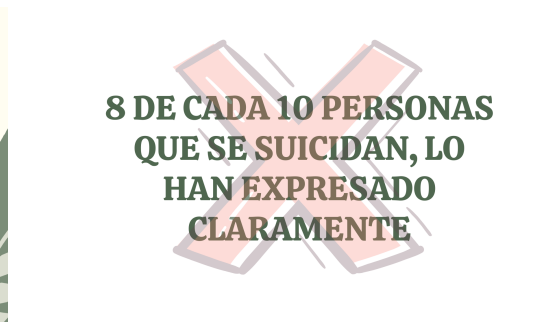 8 DE CADA 10 PERSONAS
QUE SE SUICIDAN, LO
HAN EXPRESADO
CLARAMENTE